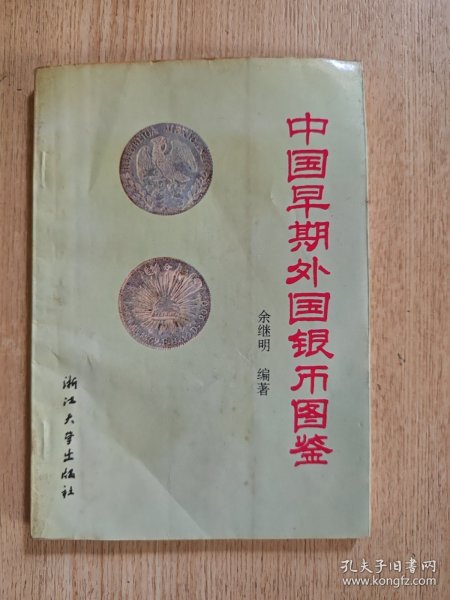 中国早期外国银币图鉴
余继明 编著
浙江大学出版社
孔夫子旧书网
www.kongfz.com